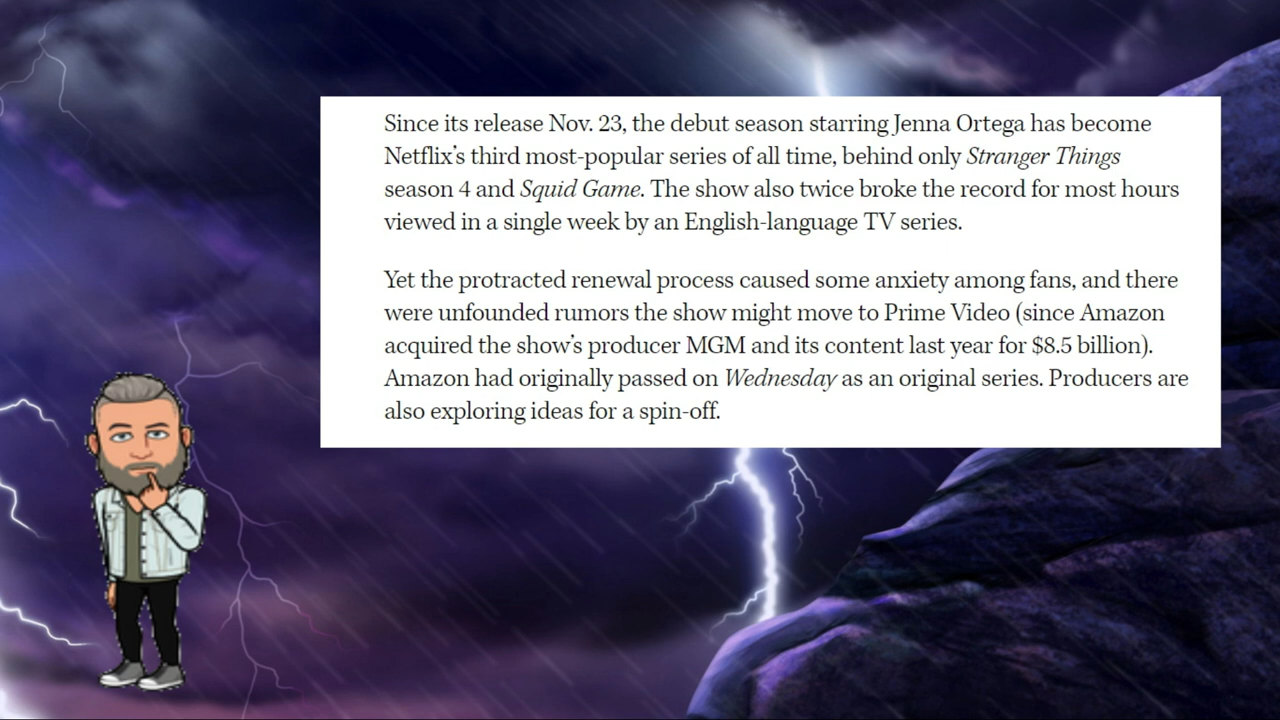 Since its release Nov. 23, the debut season starring Jenna Ortega has become
Netflix's third most-popular series of all time, behind only Stranger Things
season 4 and Squid Game. The show also twice broke the record for most hours
viewed in a single week by an English-language TV series.
Yet the protracted renewal process caused some anxiety among fans, and there
were unfounded rumors the show might move to Prime Video (since Amazon
acquired the show's producer MGM and its content last year for $8.5 billion).
Amazon had originally passed on Wednesday as an original series. Producers are
also exploring ideas for a spin-off.